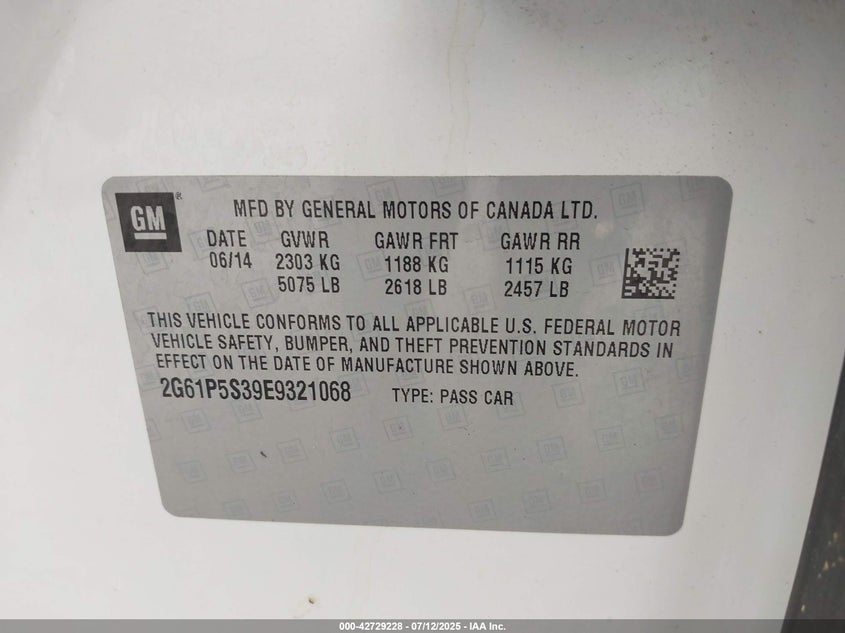 GM
MFD BY GENERAL MOTORS OF CANADA LTD.
DATE GVWR GAWR FRT GAWR RR
06/14 2303 KG 1188 KG 1115 KG
5075 LB 2618 LB 2457 LB
THIS VEHICLE CONFORMS TO ALL APPLICABLE U.S. FEDERAL MOTOR
VEHICLE SAFETY, BUMPER, AND THEFT PREVENTION STANDARDS IN
EFFECT ON THE DATE OF MANUFACTURE SHOWN ABOVE.
2G61P5S39E9321068 TYPE: PASS CAR
000-42729228 - 07/12/2025 - IAA Inc.